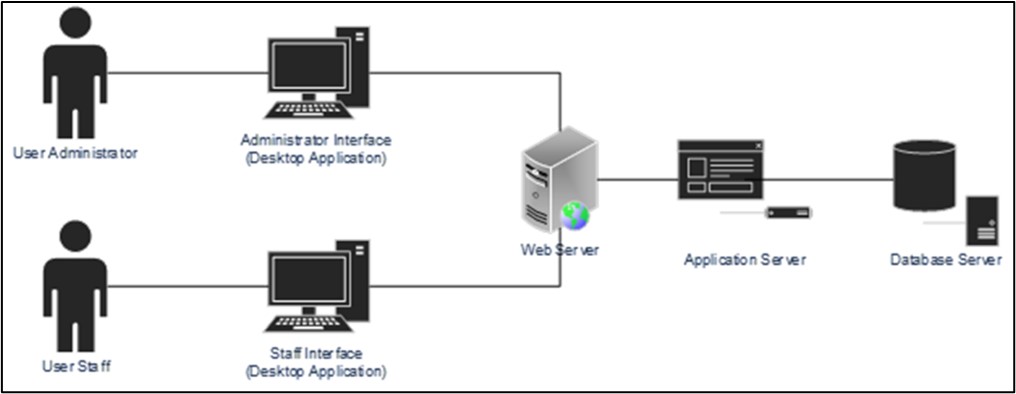 User Administrator
Administrator Interface
(Desktop Application)
Web Server
Application Server
Database Server
User Staff
Staff Interface
(Desktop Application)